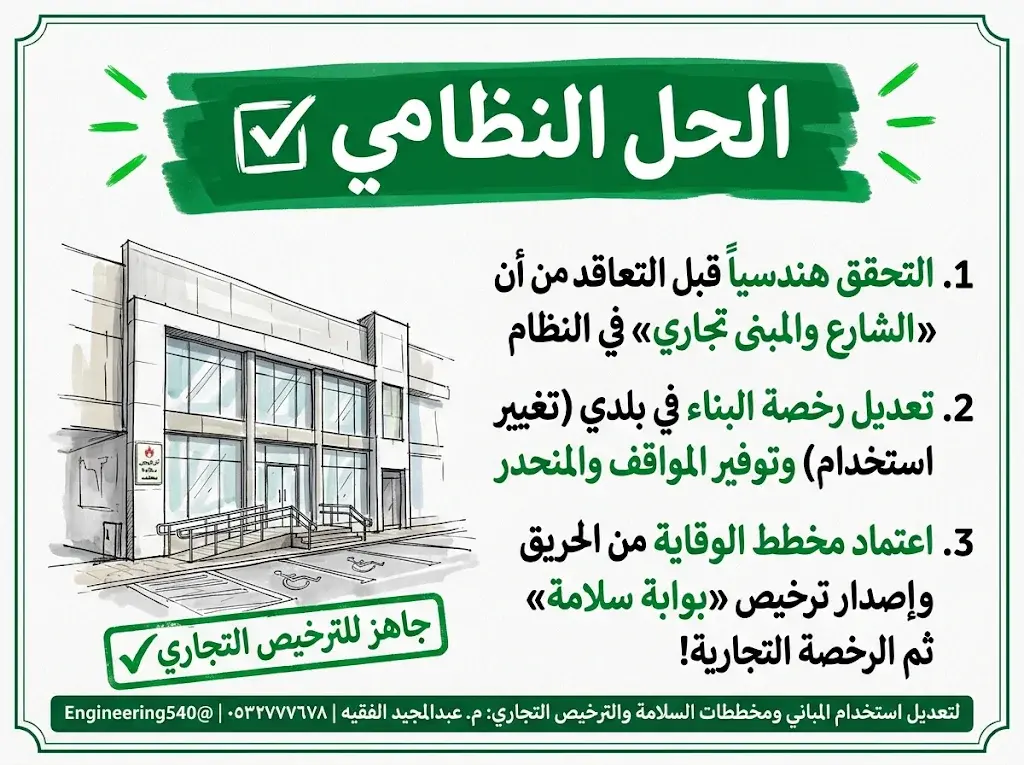 الحل النظامي
1. التحقق هندسياً قبل التعاقد من أن
«الشارع والمبنى تجاري» في النظام
2. تعديل رخصة البناء في بلدي (تغيير
استخدام) وتوفير المواقف والمنحدر
3. اعتماد مخطط الوقاية من الحريق
وإصدار ترخيص «بوابة سلامة»
ثم الرخصة التجارية!
جاهز للترخيص التجاري
لتعديل استخدام المباني ومخططات السلامة والترخيص التجاري: م. عبدالمجيد الفقيه | ٠٥٣٢٧٧٧٦٧٨ | @Engineering540